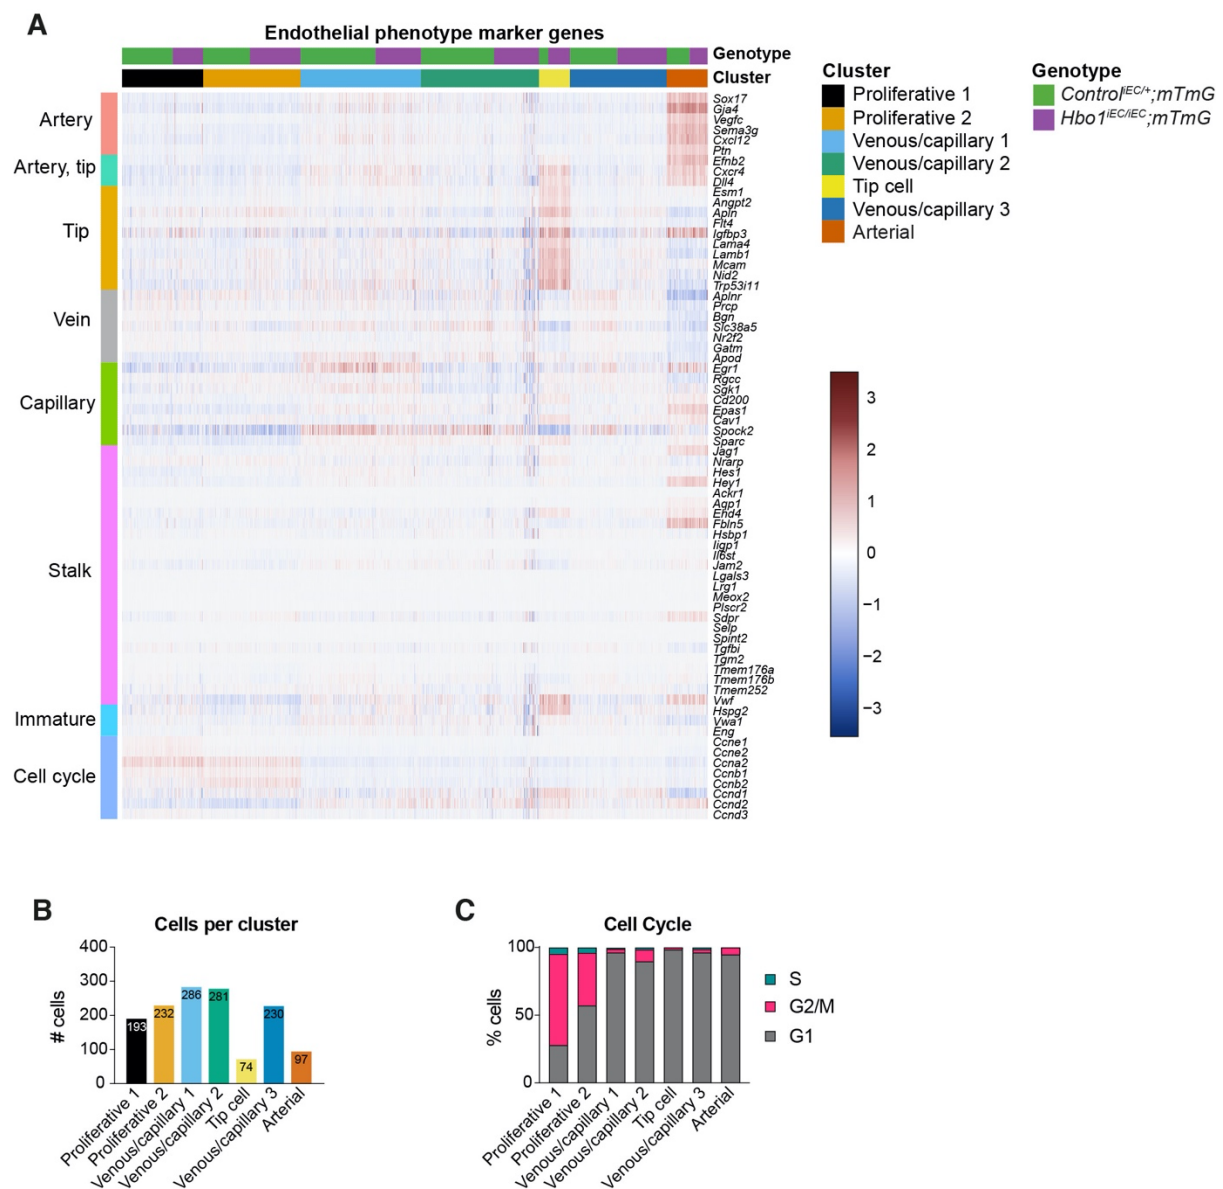 A
Endothelial phenotype marker genes
Genotype
Cluster
Artery
Artery, tip
Tip
Vein
Capillary
Stalk
Immature
Cell cycle
Sox17
Gja4
Vegfc
Sema3g
Cxcl12
Ptn
Efnb2
Cxcr4
Dll4
Esm1
Angpt2
Apln
Flt4
Igfbp3
Lama4
Lamb1
Mcam
Nid2
Trp53i11
Aplnr
Prcp
Bgn
Slc38a5
Nr2f2
Gatm
Apod
Egr1
Rgcc
Sgk1
Cd200
Epas1
Cav1
Spock2
Sparc
Jag1
Nrarp
Hes1
Hey1
Ackr1
Aqp1
Ehd4
Fbln5
Hsbp1
Iigp1
Il6st
Jam2
Lgals3
Lrg1
Meox2
Plscr2
Sdpr
Selp
Spint2
Tgfbi
Tgm2
Tmem176a
Tmem176b
Tmem252
Vwf
Hspg2
Vwa1
Eng
Ccne1
Ccne2
Ccna2
Ccnb1
Ccnb2
Ccnd1
Ccnd2
Ccnd3
Cluster
Proliferative 1
Proliferative 2
Venous/capillary 1
Venous/capillary 2
Tip cell
Venous/capillary 3
Arterial
Genotype
Control^iEC/+;mTmG
Hbo1^iEC/iEC;mTmG
3
2
1
0
−1
−2
−3
B
Cells per cluster
# cells
400
300
200
100
0
193
232
286
281
74
230
97
Proliferative 1
Proliferative 2
Venous/capillary 1
Venous/capillary 2
Tip cell
Venous/capillary 3
Arterial
C
Cell Cycle
% cells
100
50
0
Proliferative 1
Proliferative 2
Venous/capillary 1
Venous/capillary 2
Tip cell
Venous/capillary 3
Arterial
S
G2/M
G1